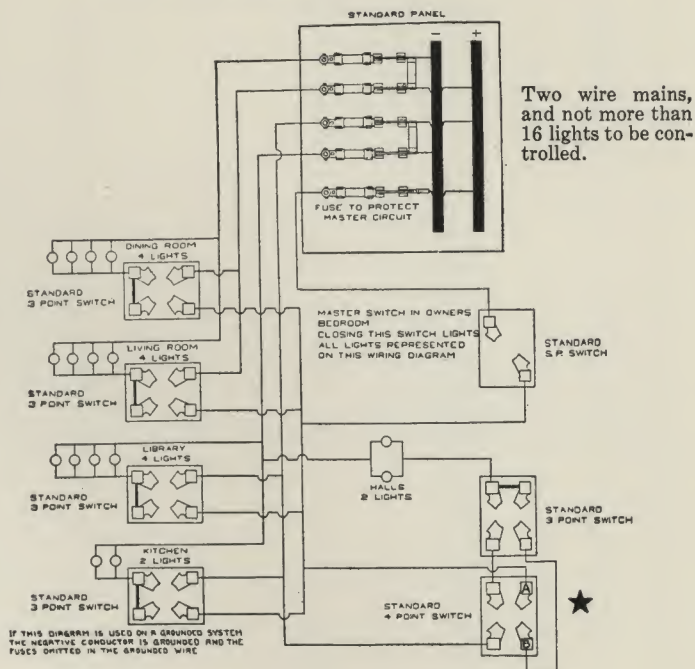 STANDARD PANEL
− +
Two wire mains,
and not more than
16 lights to be con-
trolled.
FUSE TO PROTECT
MASTER CIRCUIT
DINING ROOM
4 LIGHTS
STANDARD
3 POINT SWITCH
MASTER SWITCH IN OWNERS
BEDROOM
CLOSING THIS SWITCH LIGHTS
ALL LIGHTS REPRESENTED
ON THIS WIRING DIAGRAM
STANDARD
S.P. SWITCH
LIVING ROOM
4 LIGHTS
STANDARD
3 POINT SWITCH
LIBRARY
4 LIGHTS
STANDARD
3 POINT SWITCH
HALLS
2 LIGHTS
STANDARD
3 POINT SWITCH
KITCHEN
2 LIGHTS
STANDARD
3 POINT SWITCH
STANDARD
4 POINT SWITCH
A
B
IF THIS DIAGRAM IS USED ON A GROUNDED SYSTEM
THE NEGATIVE CONDUCTOR IS GROUNDED AND THE
FUSES OMITTED IN THE GROUNDED WIRE